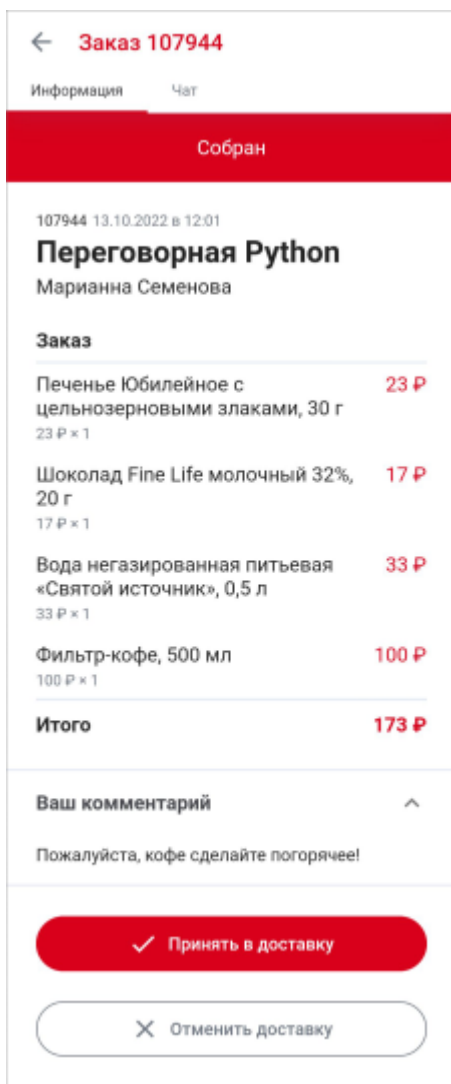 Заказ 107944
Информация Чат
Собран
107944 13.10.2022 в 12:01
Переговорная Python
Марианна Семенова
Заказ
Печенье Юбилейное с 23 ₽
цельнозерновыми злаками, 30 г
23 ₽ × 1
Шоколад Fine Life молочный 32%, 17 ₽
20 г
17 ₽ × 1
Вода негазированная питьевая 33 ₽
«Святой источник», 0,5 л
33 ₽ × 1
Фильтр-кофе, 500 мл 100 ₽
100 ₽ × 1
Итого 173 ₽
Ваш комментарий
Пожалуйста, кофе сделайте погорячее!
Принять в доставку
Отменить доставку